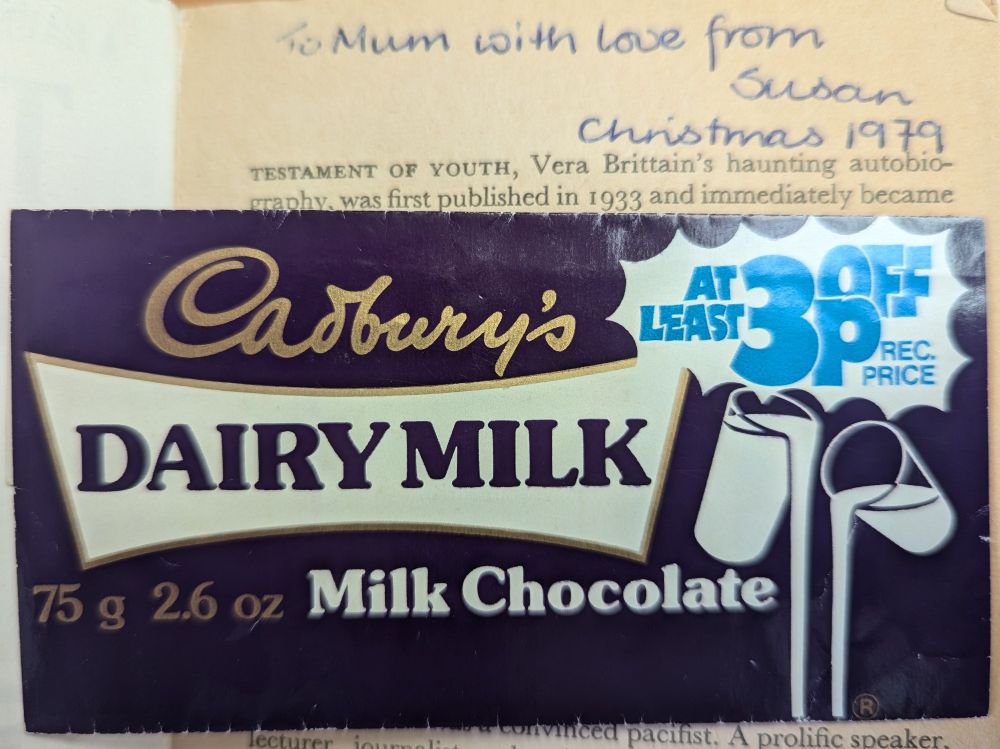 To Mum with love from
Susan
Christmas 1979
TESTAMENT OF YOUTH, Vera Brittain's haunting autobio-
graphy, was first published in 1933 and immediately became
Cadbury's
AT
LEAST
3p
OFF
REC.
PRICE
DAIRY MILK
75 g 2.6 oz Milk Chocolate
®
convinced pacifist. A prolific speaker,
lecturer, journalist